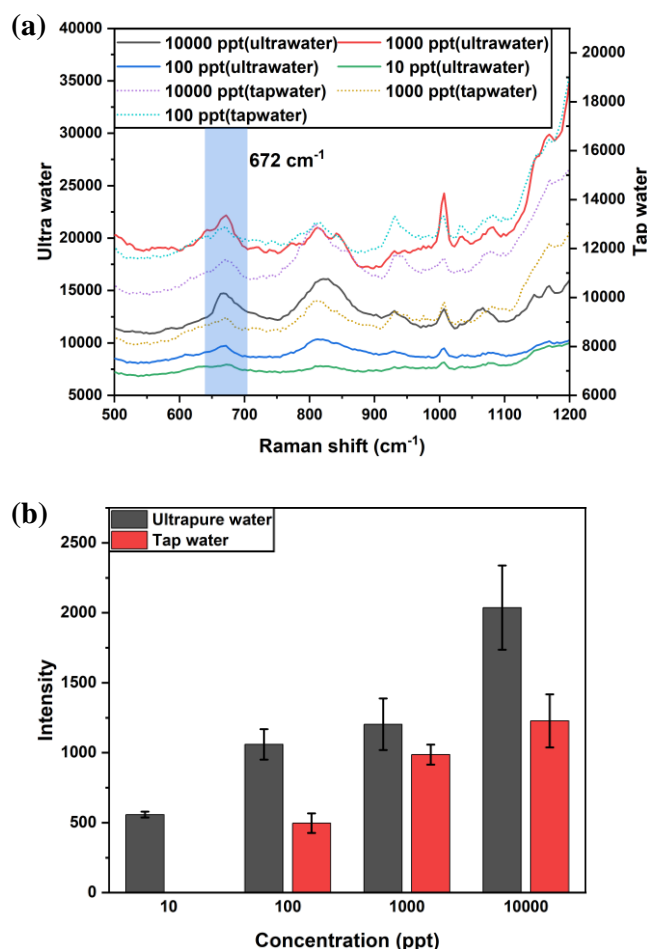 (a)
10000 ppt(ultrawater) 1000 ppt(ultrawater)
100 ppt(ultrawater) 10 ppt(ultrawater)
10000 ppt(tapwater) 1000 ppt(tapwater)
100 ppt(tapwater)
672 cm⁻¹
Ultra water
40000
35000
30000
25000
20000
15000
10000
5000
Tap water
20000
18000
16000
14000
12000
10000
8000
6000
500 600 700 800 900 1000 1100 1200
Raman shift (cm⁻¹)
(b)
Ultrapure water
Tap water
Intensity
2500
2000
1500
1000
500
0
10 100 1000 10000
Concentration (ppt)